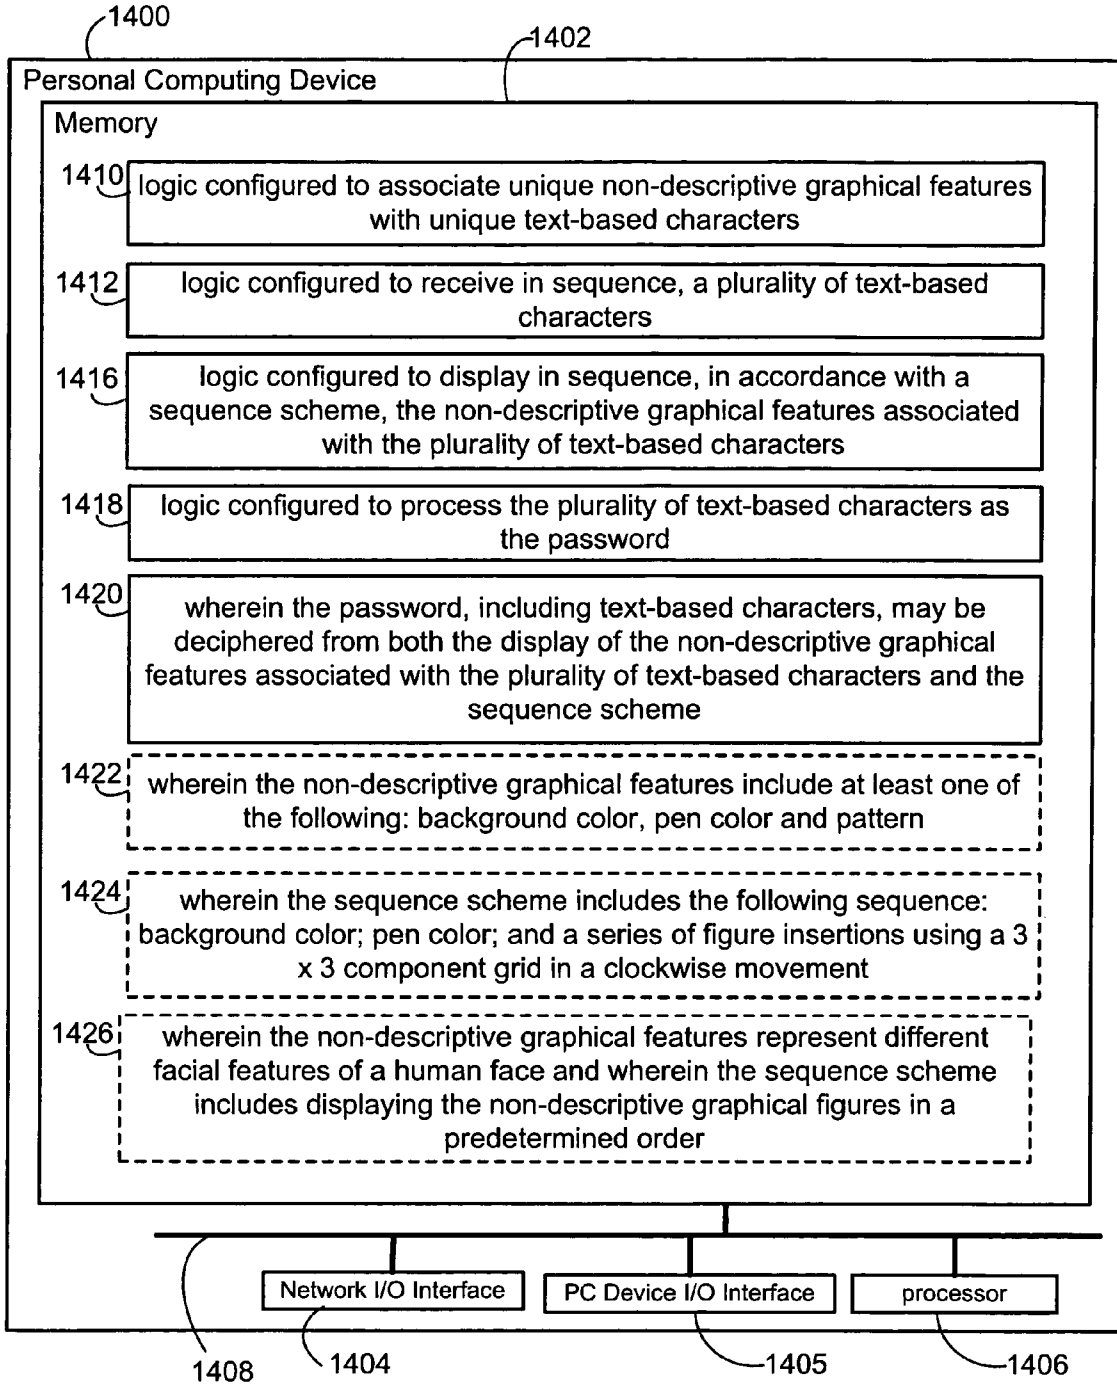 1400
1402
Personal Computing Device
Memory
1410
logic configured to associate unique non-descriptive graphical features
with unique text-based characters
1412
logic configured to receive in sequence, a plurality of text-based
characters
1416
logic configured to display in sequence, in accordance with a
sequence scheme, the non-descriptive graphical features associated
with the plurality of text-based characters
1418
logic configured to process the plurality of text-based characters as
the password
1420
wherein the password, including text-based characters, may be
deciphered from both the display of the non-descriptive graphical
features associated with the plurality of text-based characters and the
sequence scheme
1422
wherein the non-descriptive graphical features include at least one of
the following: background color, pen color and pattern
1424
wherein the sequence scheme includes the following sequence:
background color; pen color; and a series of figure insertions using a 3
x 3 component grid in a clockwise movement
1426
wherein the non-descriptive graphical features represent different
facial features of a human face and wherein the sequence scheme
includes displaying the non-descriptive graphical figures in a
predetermined order
Network I/O Interface
PC Device I/O Interface
processor
1408
1404
1405
1406